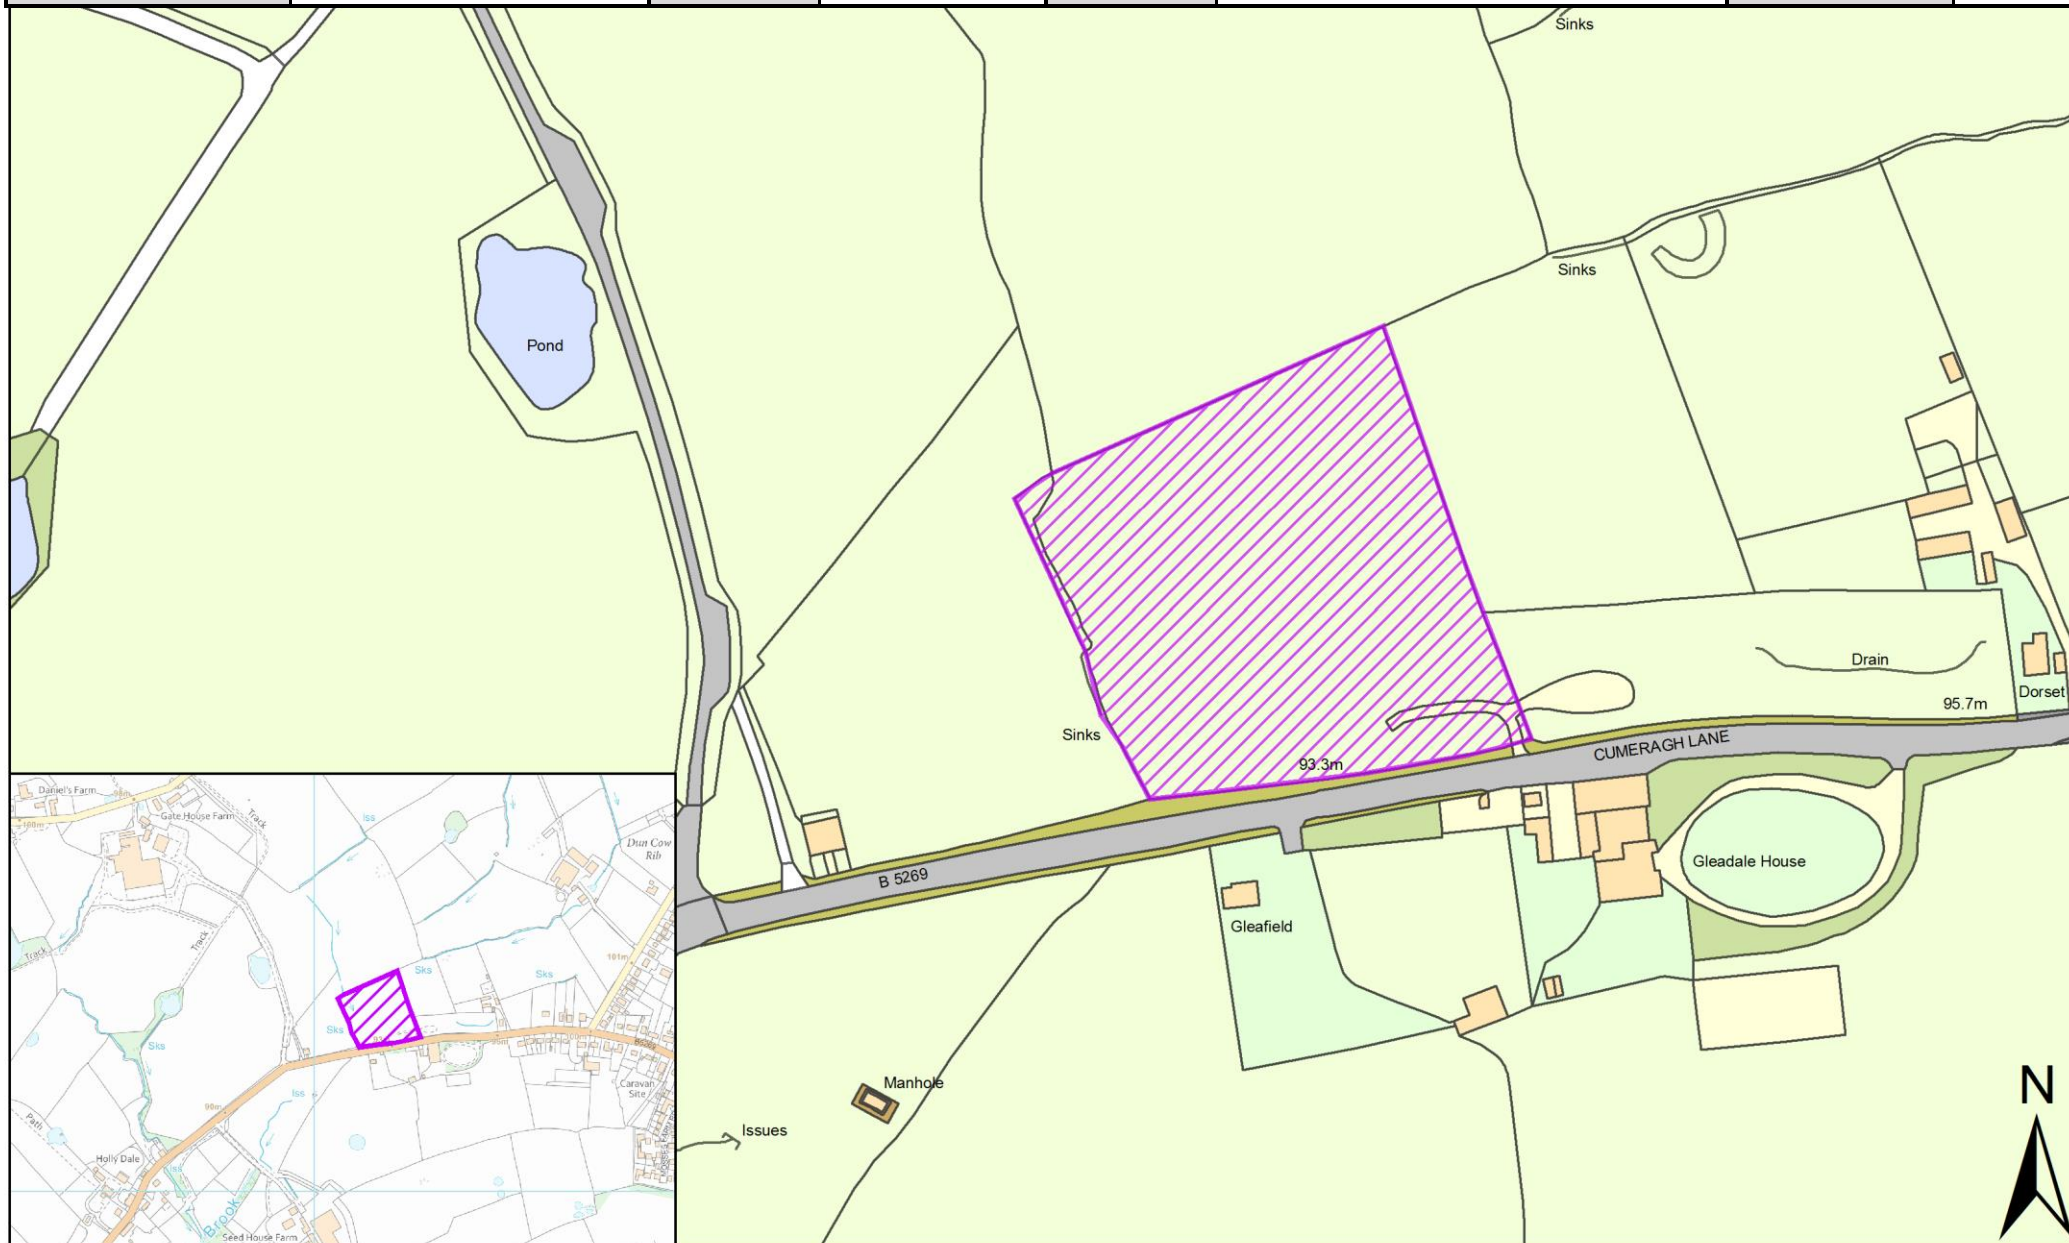 Sinks
Sinks
Pond
Drain
Dorset
95.7m
Sinks
CUMERAGH LANE
93.3m
B 5269
Gleadale House
Gleafield
Manhole
Issues
N
Daniel's Farm
Gate House Farm
Track
Iss
Dun Cow
Rib
100m
Track
Track
101m
Sks
Sks
Sks
Sks
Iss
Caravan
Site
90m
Path
Holly Dale
Iss
Brook
Seed House Farm